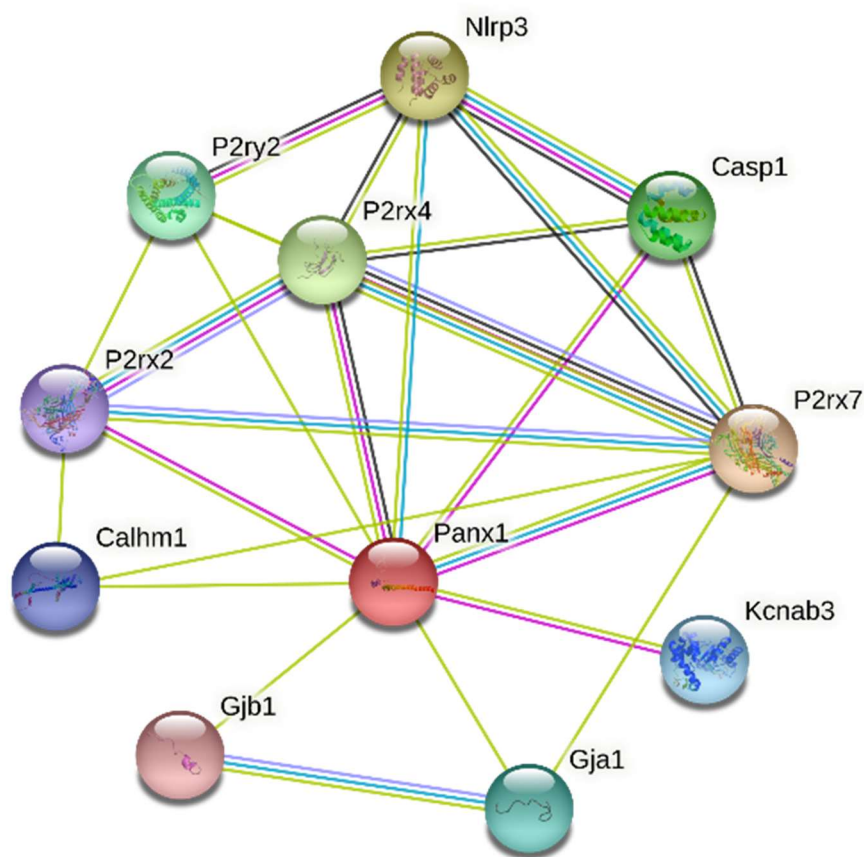 Nlrp3
P2ry2
Casp1
P2rx4
P2rx2
P2rx7
Calhm1
Panx1
Kcnab3
Gjb1
Gja1